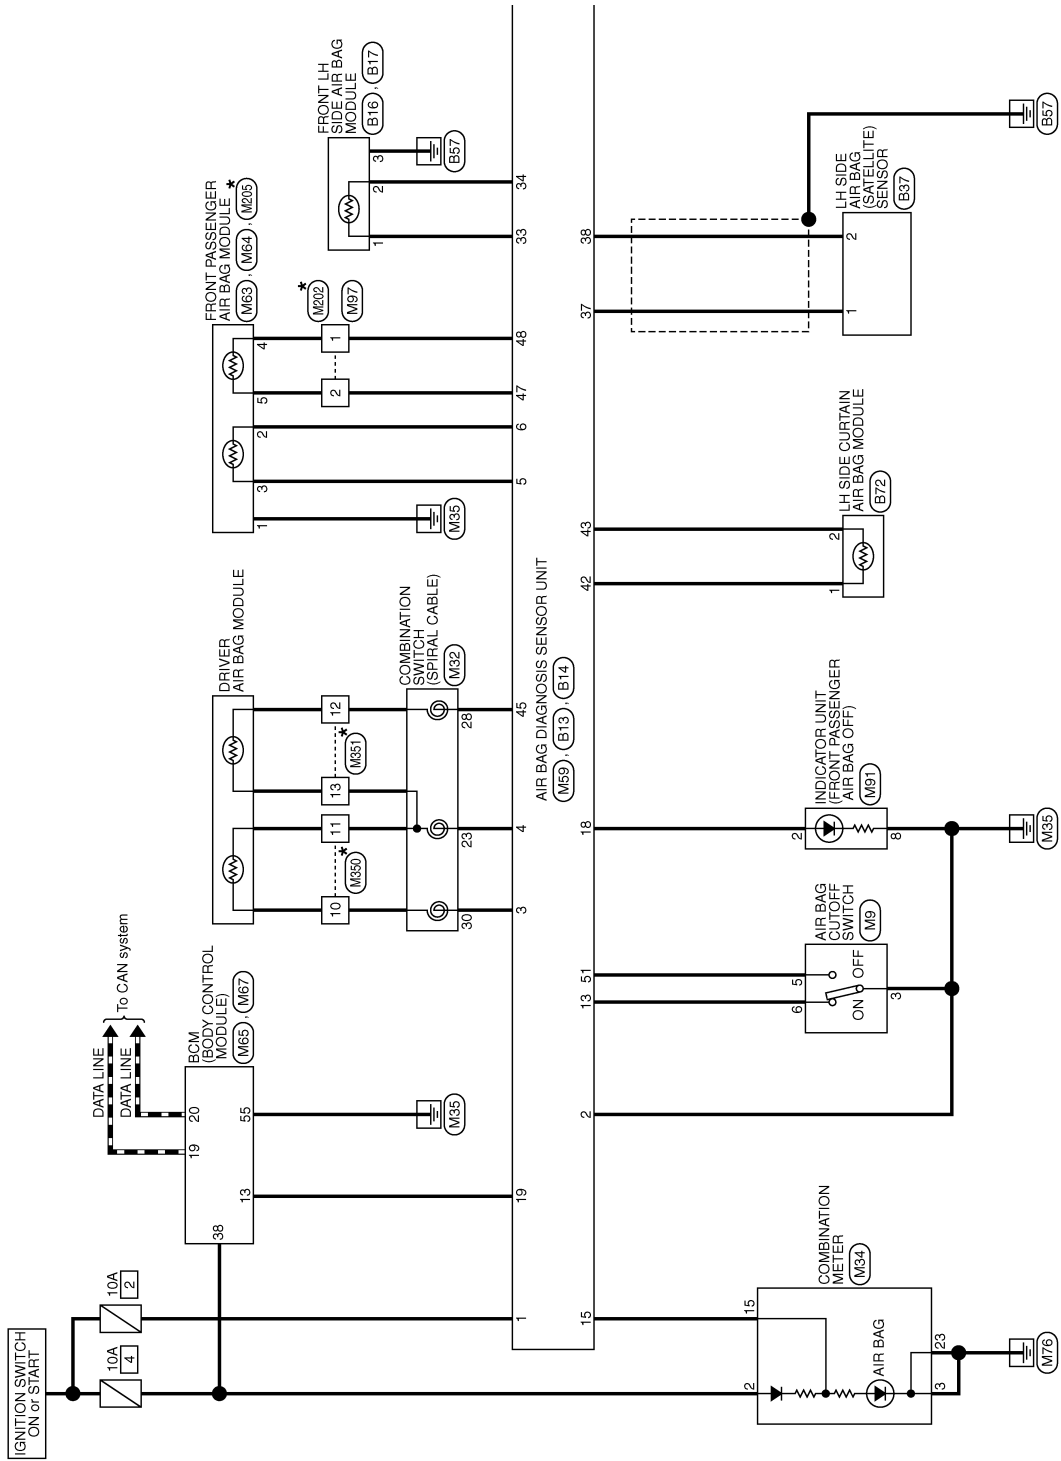 IGNITION SWITCH
ON or START
10A
2
10A
4
38
DATA LINE
DATA LINE
To CAN system
19
20
13
55
BCM
(BODY CONTROL
MODULE)
M65 , M67
M35
DRIVER
AIR BAG MODULE
10
11
13
12
* M350
* M351
COMBINATION
SWITCH
(SPIRAL CABLE)
M32
30
23
28
FRONT PASSENGER
AIR BAG MODULE *
M63 , M64 , M205
1
3
2
5
4
M35
2
1
*
M202
M97
FRONT LH
SIDE AIR BAG
MODULE
B16 , B17
1
2
3
B57
1
19
3
4
45
5
6
47
48
33
34
AIR BAG DIAGNOSIS SENSOR UNIT
M59 , B13 , B14
15
2
13
51
18
42
43
37
38
COMBINATION
METER
M34
2
15
AIR BAG
3
23
M76
AIR BAG
CUTOFF
SWITCH
M9
6
5
ON
OFF
3
INDICATOR UNIT
(FRONT PASSENGER
AIR BAG OFF)
M91
2
8
M35
LH SIDE CURTAIN
AIR BAG MODULE
B72
1
2
LH SIDE
AIR BAG
(SATELLITE)
SENSOR
B37
1
2
B57